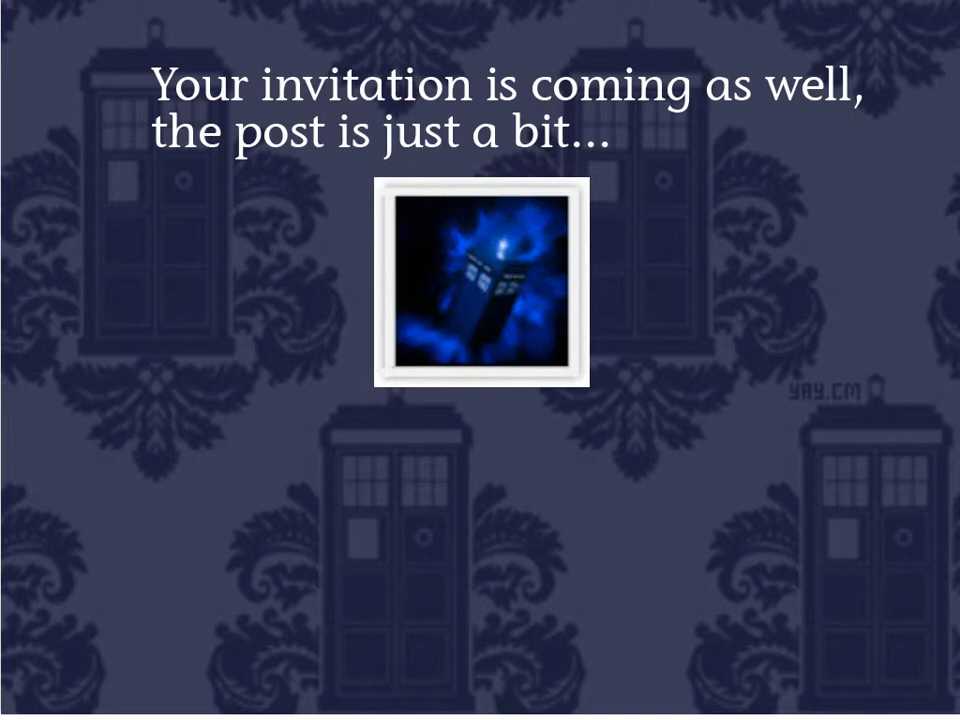 Your invitation is coming as well,
the post is just a bit...
YAY.CM